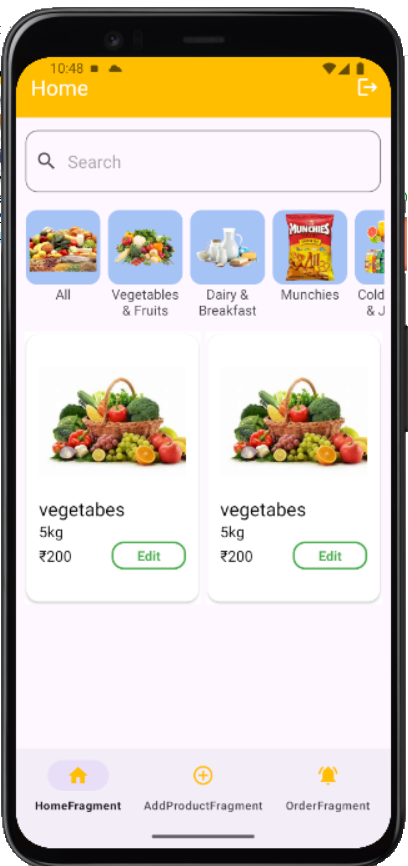 10:48
Home
Search
MUNCHIES
All
Vegetables
& Fruits
Dairy &
Breakfast
Munchies
Cold
& J
vegetabes
5kg
₹200
Edit
vegetabes
5kg
₹200
Edit
HomeFragment
AddProductFragment
OrderFragment